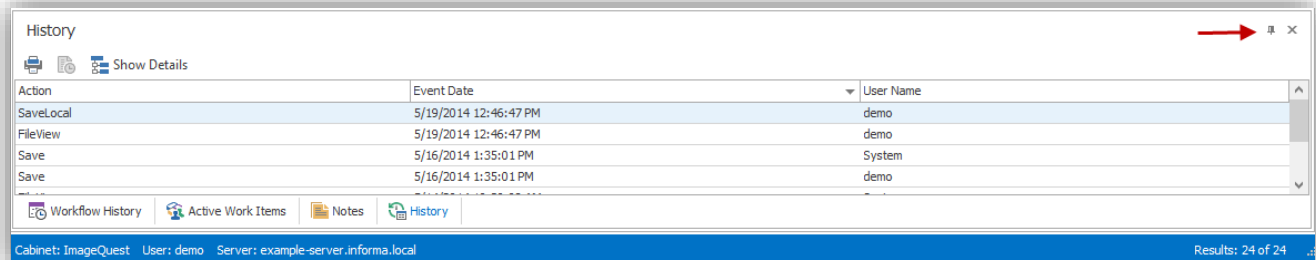 History
Show Details
Action Event Date User Name
SaveLocal 5/19/2014 12:46:47 PM demo
FileView 5/19/2014 12:46:47 PM demo
Save 5/16/2014 1:35:01 PM System
Save 5/16/2014 1:35:01 PM demo
Workflow History Active Work Items Notes History
Cabinet: ImageQuest User: demo Server: example-server.informa.local Results: 24 of 24